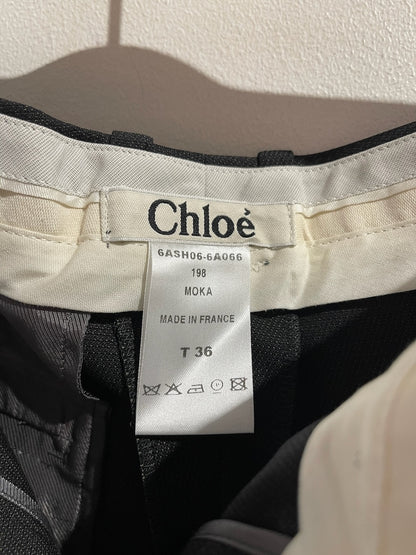 Chloé
6ASH06-6A066
198
MOKA
MADE IN FRANCE
T 36